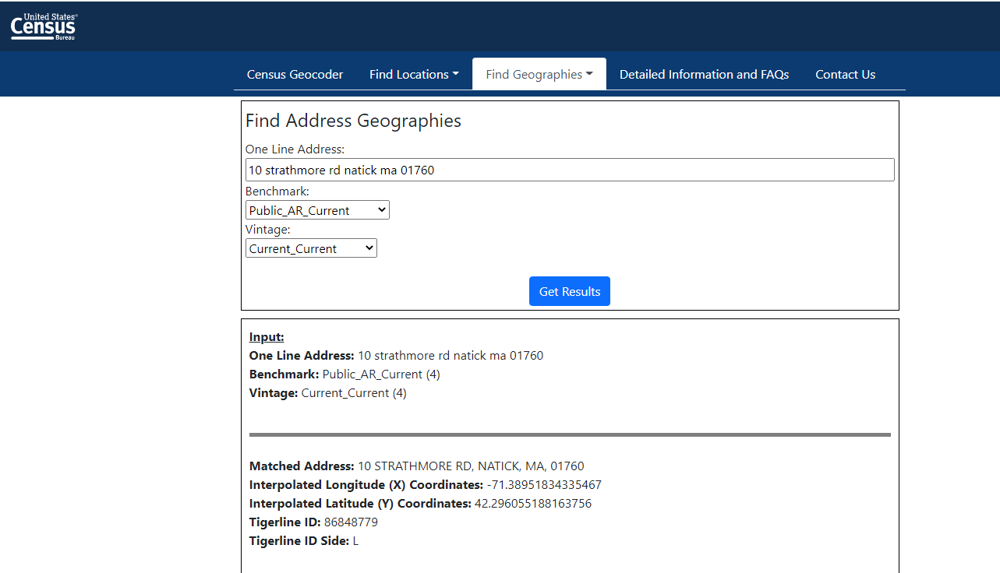 United States®
Census
Bureau
Census Geocoder Find Locations Find Geographies Detailed Information and FAQs Contact Us
Find Address Geographies
One Line Address:
10 strathmore rd natick ma 01760
Benchmark:
Public_AR_Current
Vintage:
Current_Current
Get Results
Input:
One Line Address: 10 strathmore rd natick ma 01760
Benchmark: Public_AR_Current (4)
Vintage: Current_Current (4)
Matched Address: 10 STRATHMORE RD, NATICK, MA, 01760
Interpolated Longitude (X) Coordinates: -71.38951834335467
Interpolated Latitude (Y) Coordinates: 42.296055188163756
Tigerline ID: 86848779
Tigerline ID Side: L